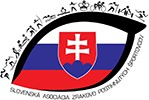 SLOVENSKÁ ASOCIÁCIA ZRAKOVO POSTIHNUTÝCH ŠPORTOVCOV